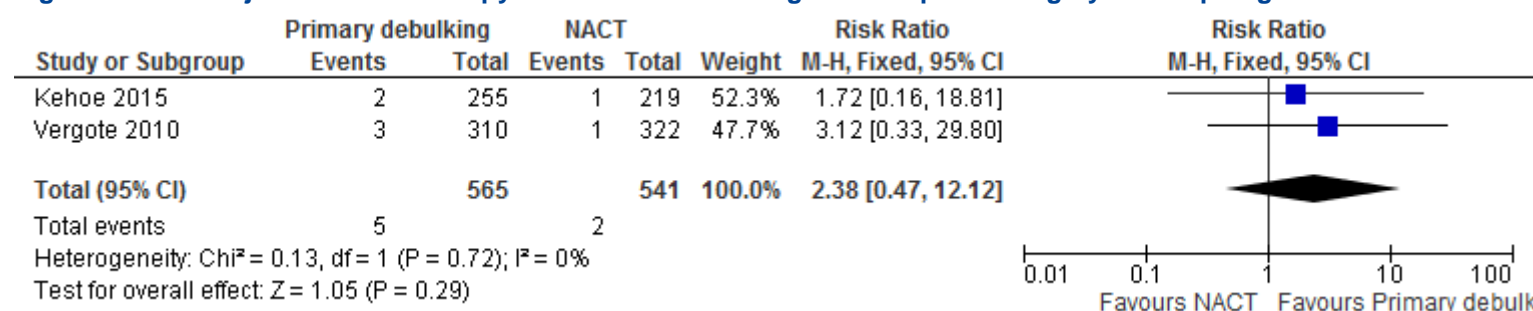 Primary debulking NACT Risk Ratio Risk Ratio
Study or Subgroup Events Total Events Total Weight M-H, Fixed, 95% CI M-H, Fixed, 95% CI
Kehoe 2015 2 255 1 219 52.3% 1.72 [0.16, 18.81]
Vergote 2010 3 310 1 322 47.7% 3.12 [0.33, 29.80]
Total (95% CI) 565 541 100.0% 2.38 [0.47, 12.12]
Total events 5 2
Heterogeneity: Chi² = 0.13, df = 1 (P = 0.72); I² = 0%
Test for overall effect: Z = 1.05 (P = 0.29)
0.01 0.1 1 10 100
Favours NACT Favours Primary debulk